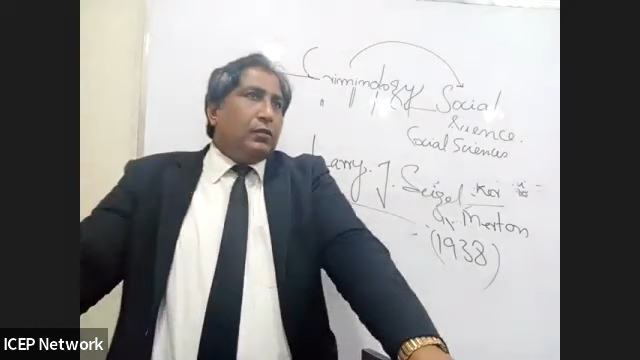 Criminology
Social
Science.
Social Sciences
Larry. J. Seigel
Merton
(1938)
ICEP Network